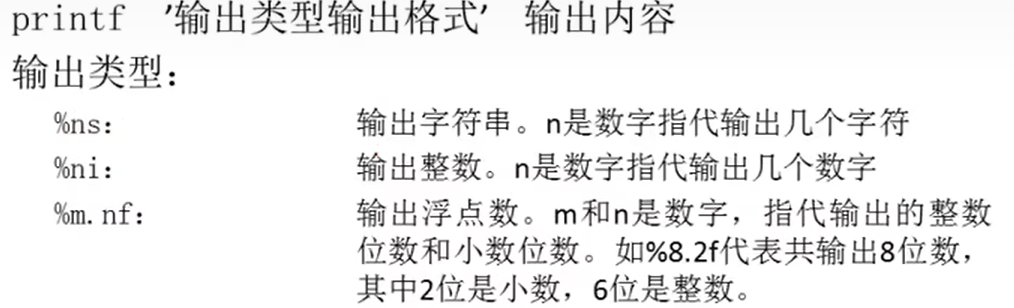 printf ’输出类型输出格式’ 输出内容
输出类型：
%ns： 输出字符串。n是数字指代输出几个字符
%ni： 输出整数。n是数字指代输出几个数字
%m.nf： 输出浮点数。m和n是数字，指代输出的整数
位数和小数位数。如%8.2f代表共输出8位数，
其中2位是小数，6位是整数。